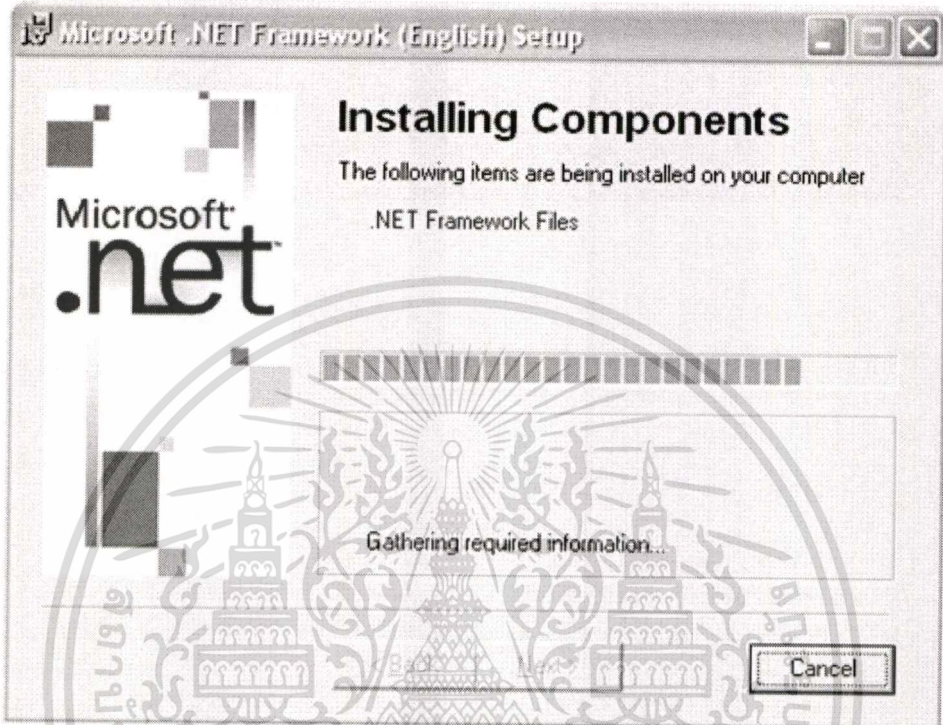 Microsoft .NET Framework (English) Setup
Installing Components
The following items are being installed on your computer
.NET Framework Files
Microsoft
.net
Gathering required information...
< Back
Next >
Cancel